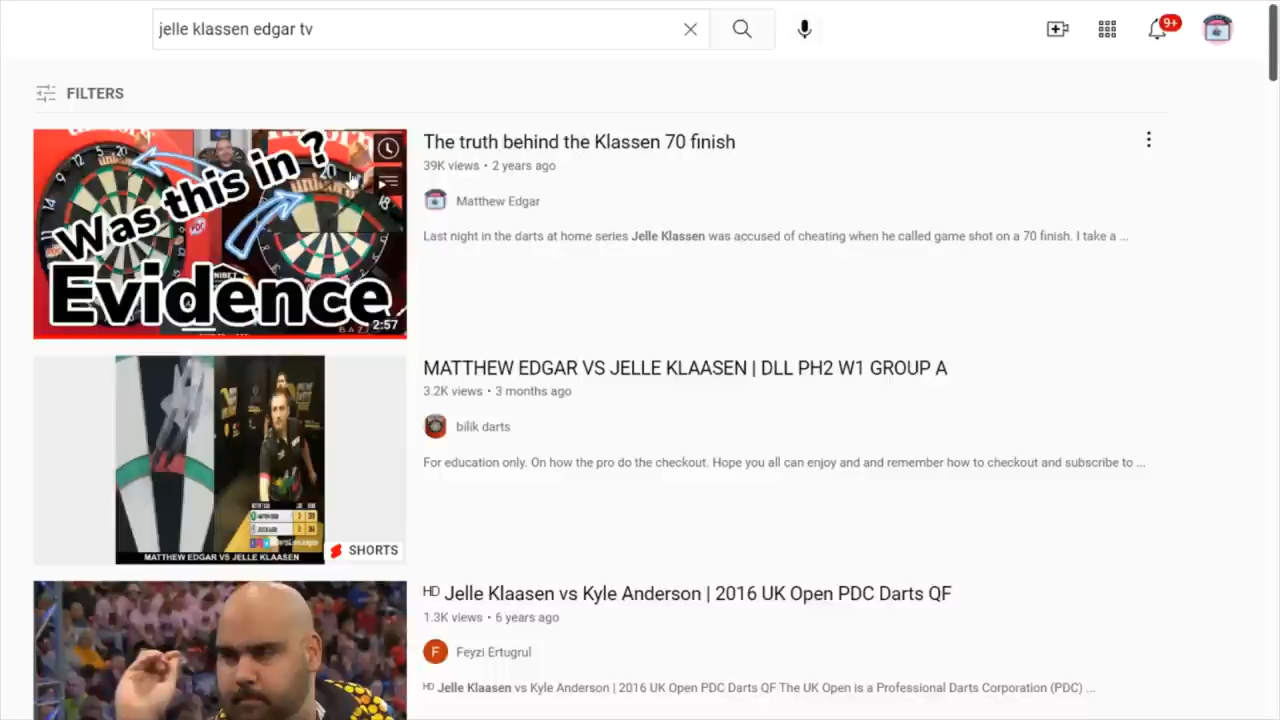 jelle klassen edgar tv
9+
FILTERS
Was this in ?
Evidence
2:57
The truth behind the Klassen 70 finish
39K views • 2 years ago
Matthew Edgar
Last night in the darts at home series Jelle Klassen was accused of cheating when he called game shot on a 70 finish. I take a ...
MATTHEW EDGAR VS JELLE KLAASEN
SHORTS
MATTHEW EDGAR VS JELLE KLAASEN | DLL PH2 W1 GROUP A
3.2K views • 3 months ago
bilik darts
For education only. On how the pro do the checkout. Hope you all can enjoy and and remember how to checkout and subscribe to ...
HD Jelle Klaasen vs Kyle Anderson | 2016 UK Open PDC Darts QF
1.3K views • 6 years ago
F
Feyzi Ertugrul
HD Jelle Klaasen vs Kyle Anderson | 2016 UK Open PDC Darts QF The UK Open is a Professional Darts Corporation (PDC) ...